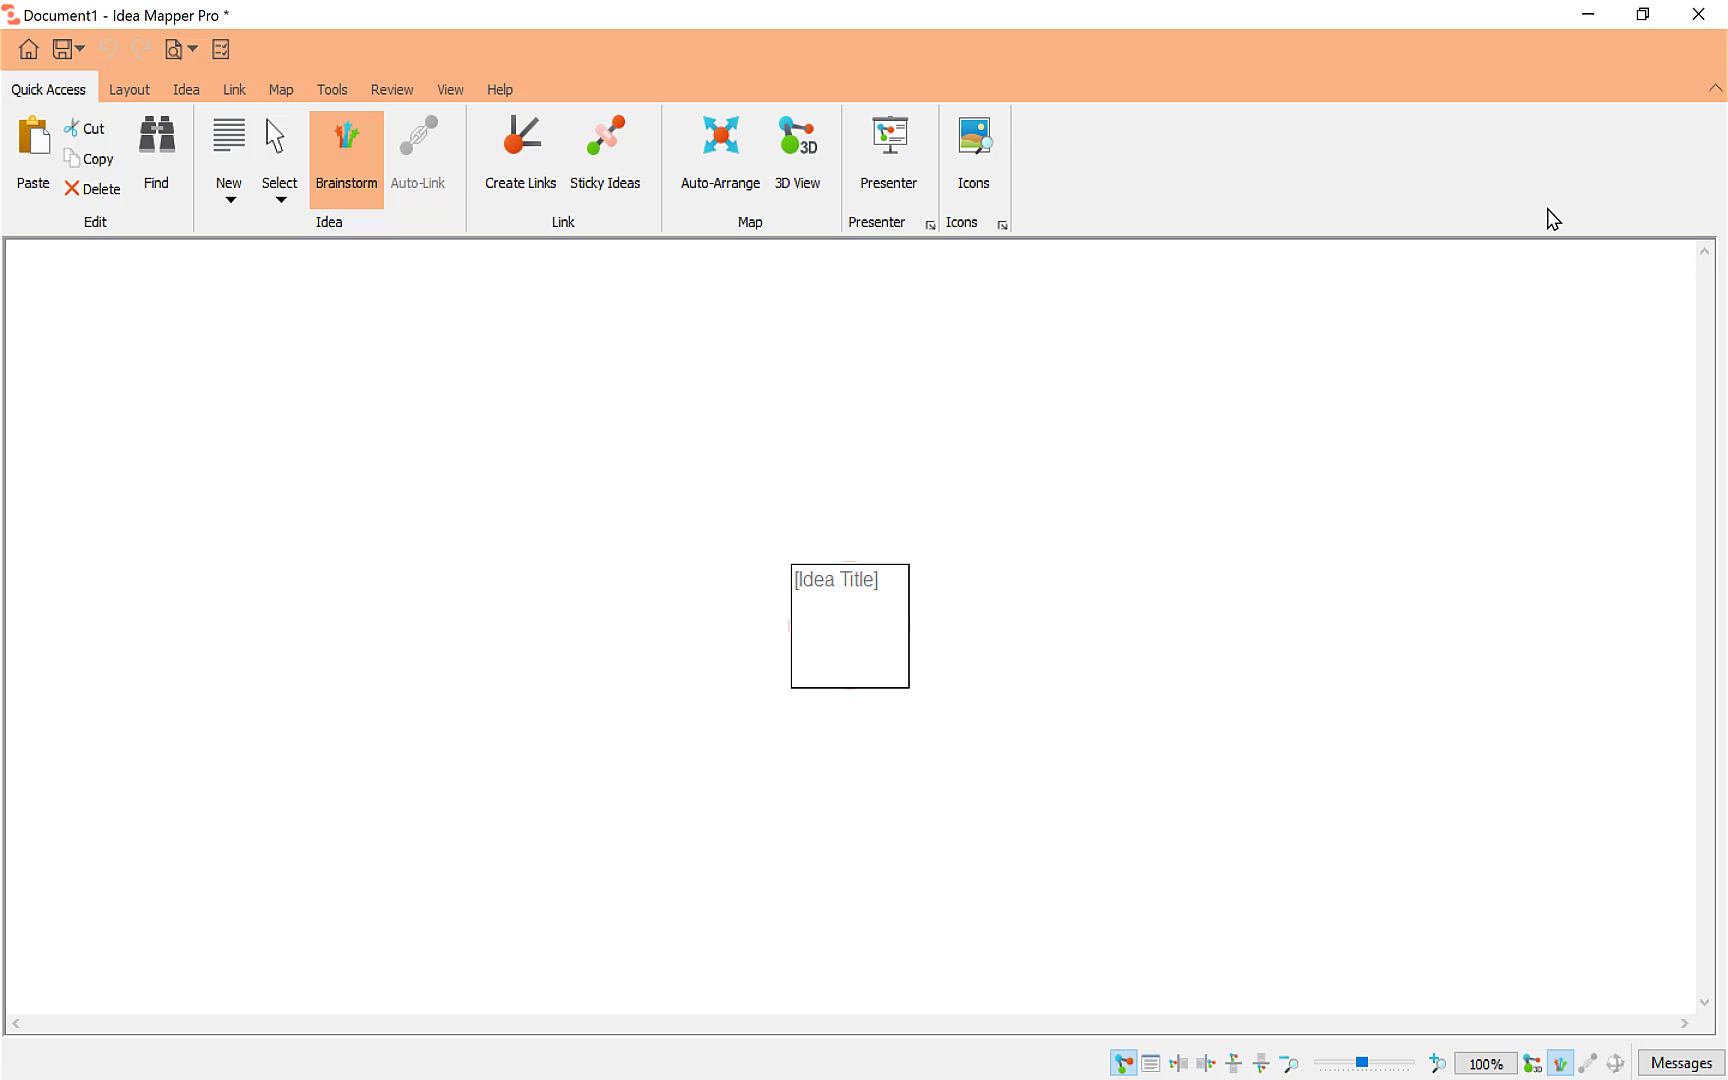 Document1 - Idea Mapper Pro *
Quick Access Layout Idea Link Map Tools Review View Help
Paste Cut Copy Delete Find
New Select Brainstorm Auto-Link
Create Links Sticky Ideas
Auto-Arrange 3D 3D View
Presenter Icons
Edit Idea Link Map Presenter Icons
[Idea Title]
100% 3D Messages